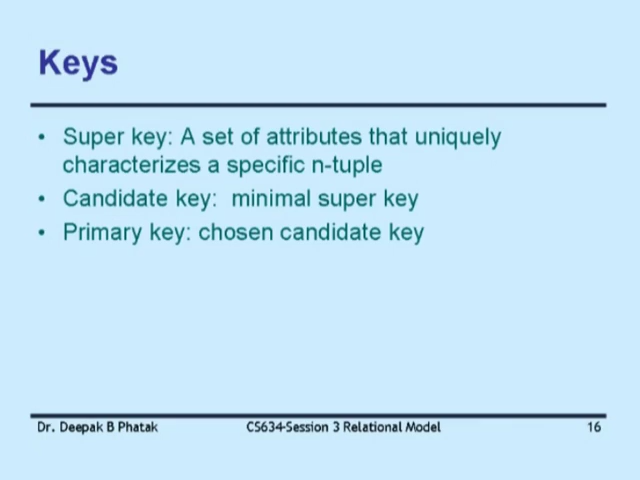 Keys
• Super key: A set of attributes that uniquely
characterizes a specific n-tuple
• Candidate key: minimal super key
• Primary key: chosen candidate key
Dr. Deepak B Phatak CS634-Session 3 Relational Model 16